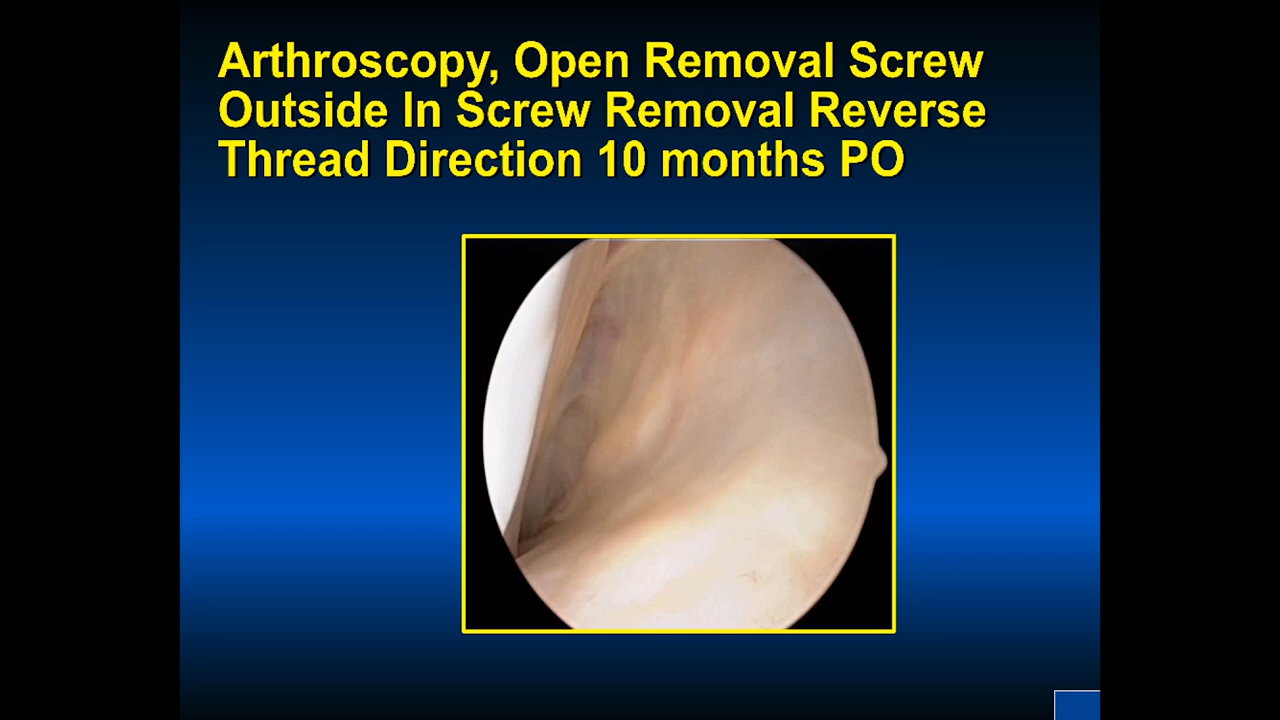 Arthroscopy, Open Removal Screw
Outside In Screw Removal Reverse
Thread Direction 10 months PO